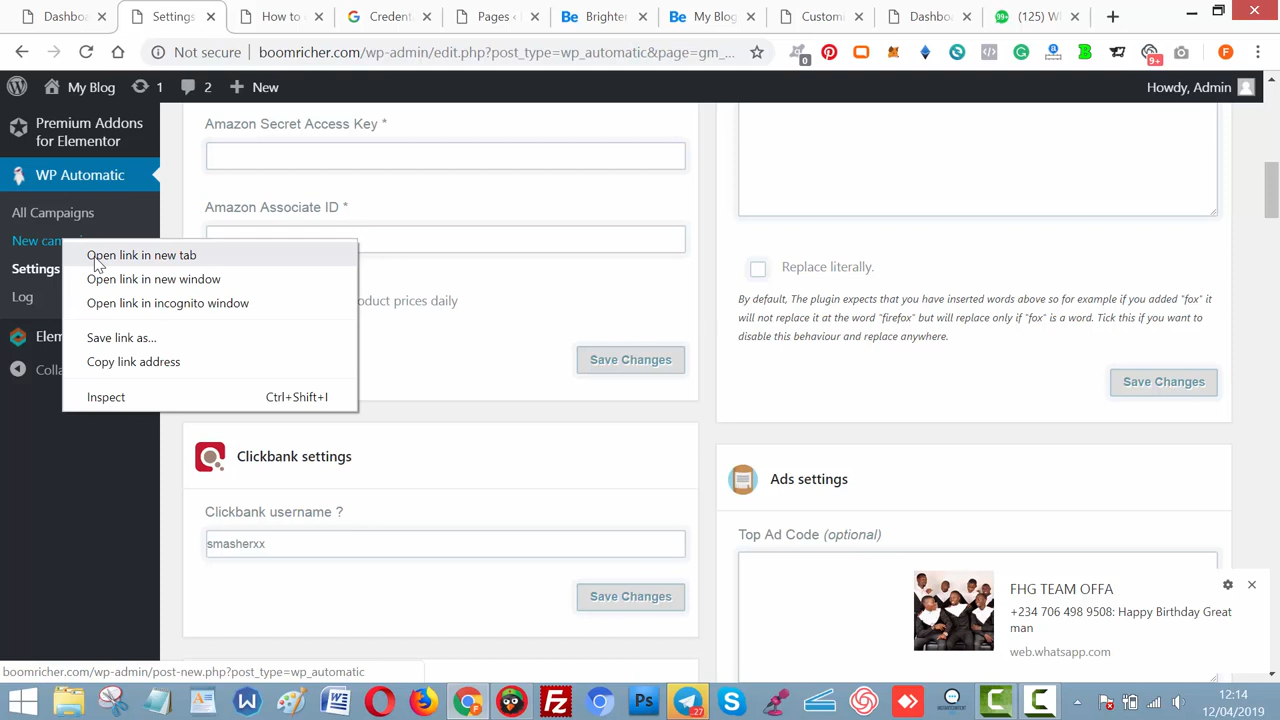 Dashbo
Settings
How to
Creden
Pages
Brighte
My Blog
Custom
Dashbo
(125) W
Not secure
boomricher.com/wp-admin/edit.php?post_type=wp_automatic&page=gm_...
0
9+
F
My Blog
1
2
New
Howdy, Admin
Premium Addons
for Elementor
WP Automatic
All Campaigns
New cam
Settings
Log
Elem
Colla
Open link in new tab
Open link in new window
Open link in incognito window
Save link as...
Copy link address
Inspect
Ctrl+Shift+I
Amazon Secret Access Key *
Amazon Associate ID *
oduct prices daily
Save Changes
Clickbank settings
Clickbank username ?
smasherxx
Save Changes
Replace literally.
By default, The plugin expects that you have inserted words above so for example if you added "fox" it
will not replace it at the word "firefox" but will replace only if "fox" is a word. Tick this if you want to
disable this behaviour and replace anywhere.
Save Changes
Ads settings
Top Ad Code (optional)
FHG TEAM OFFA
+234 706 498 9508: Happy Birthday Great
man
web.whatsapp.com
boomricher.com/wp-admin/post-new.php?post_type=wp_automatic
27
12:14
12/04/2019